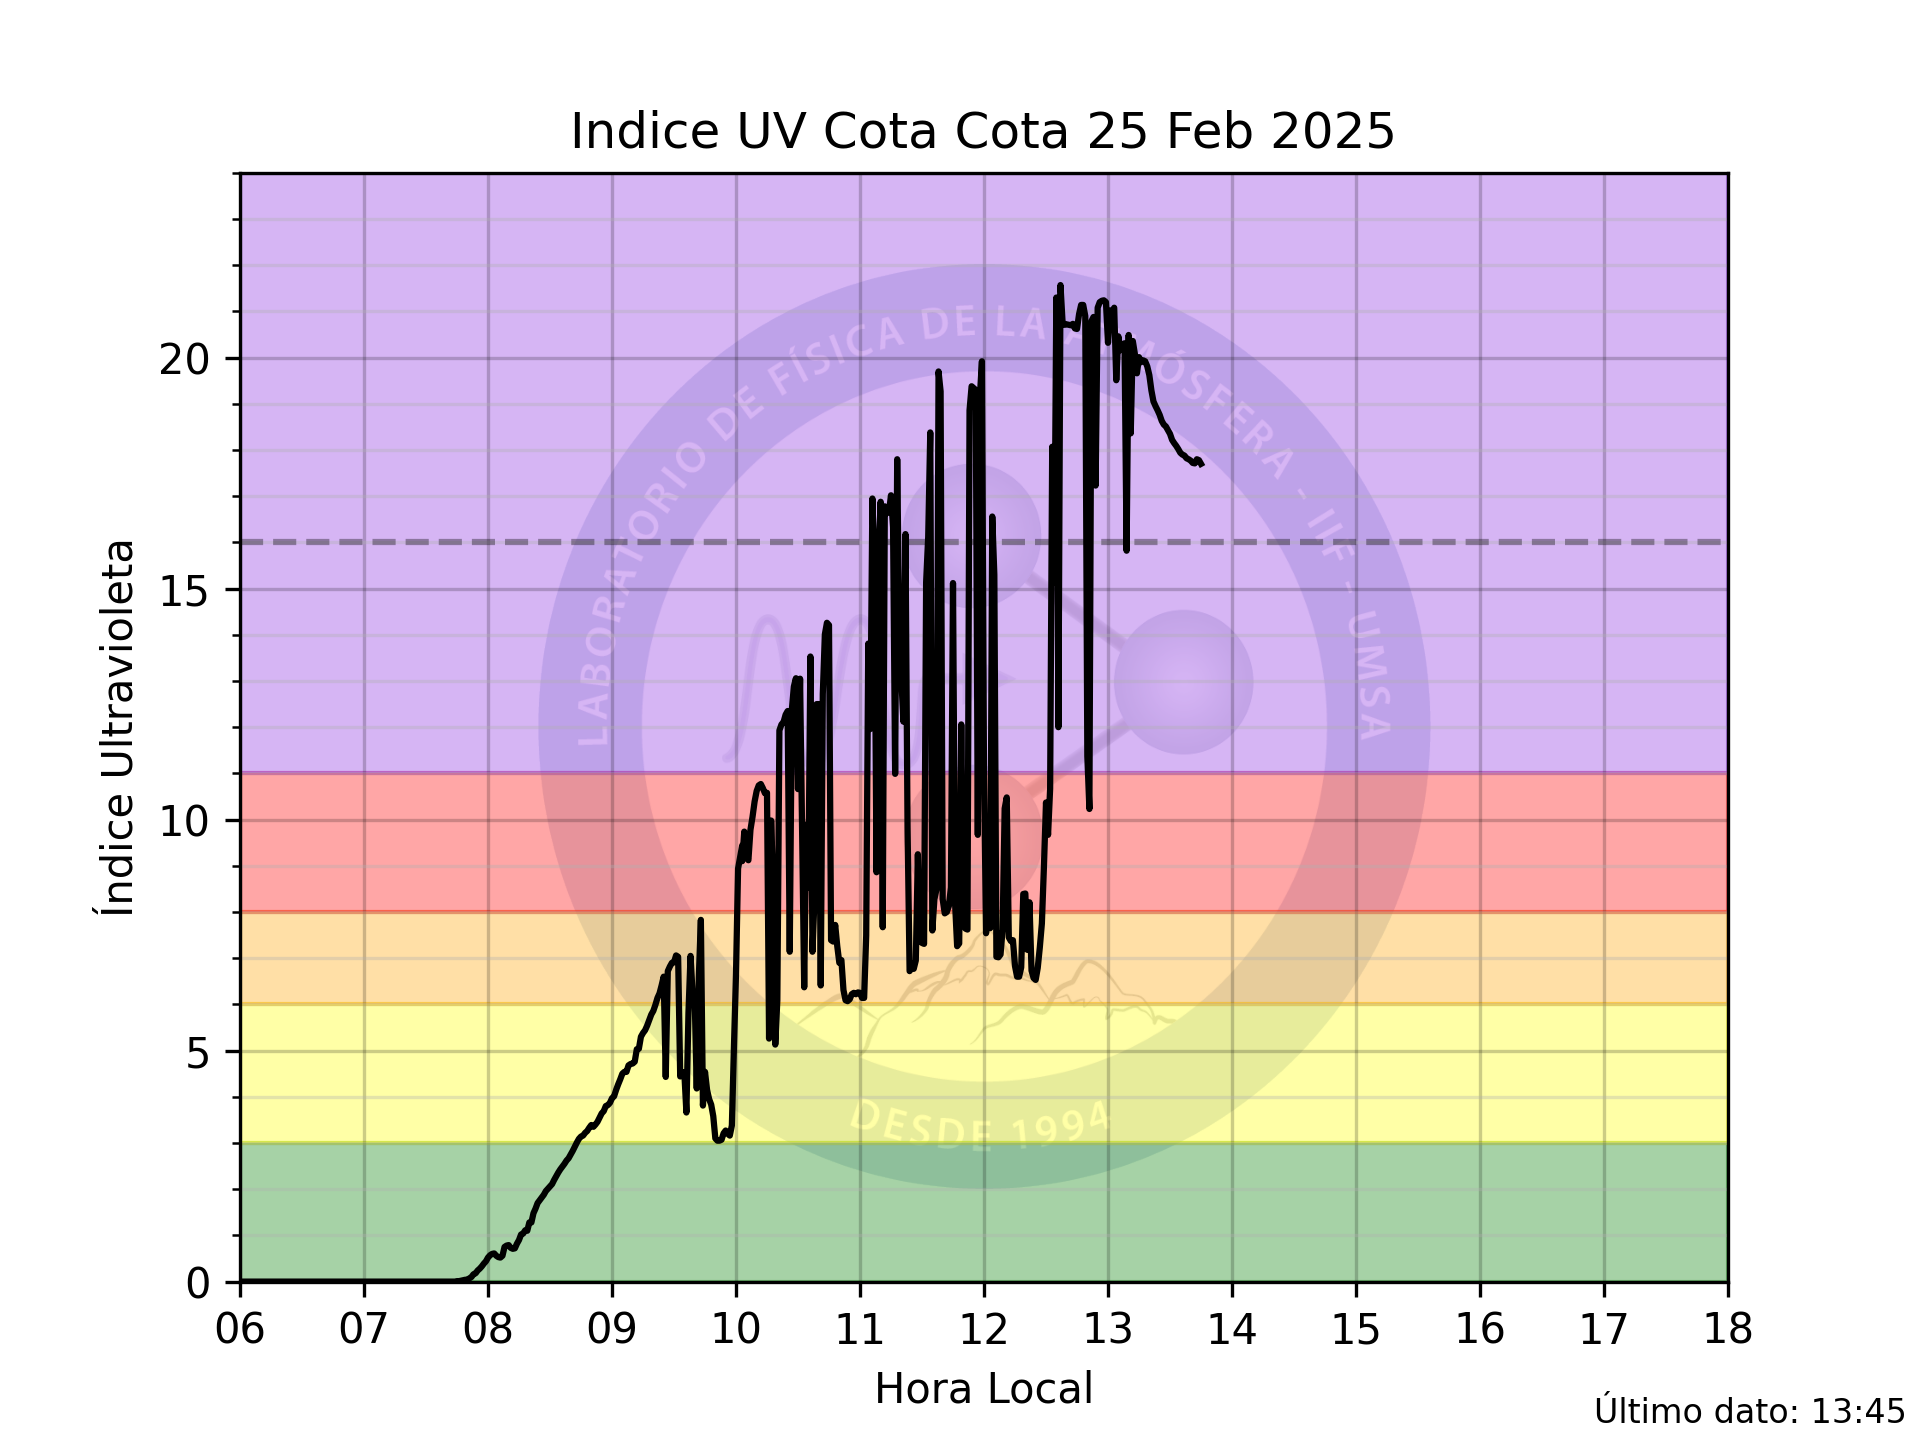 Indice UV Cota Cota 25 Feb 2025
Índice Ultravioleta
20
15
10
5
0
LABORATORIO DE FÍSICA DE LA ATMÓSFERA - IIF - UMSA
DESDE 1994
06 07 08 09 10 11 12 13 14 15 16 17 18
Hora Local
Último dato: 13:45